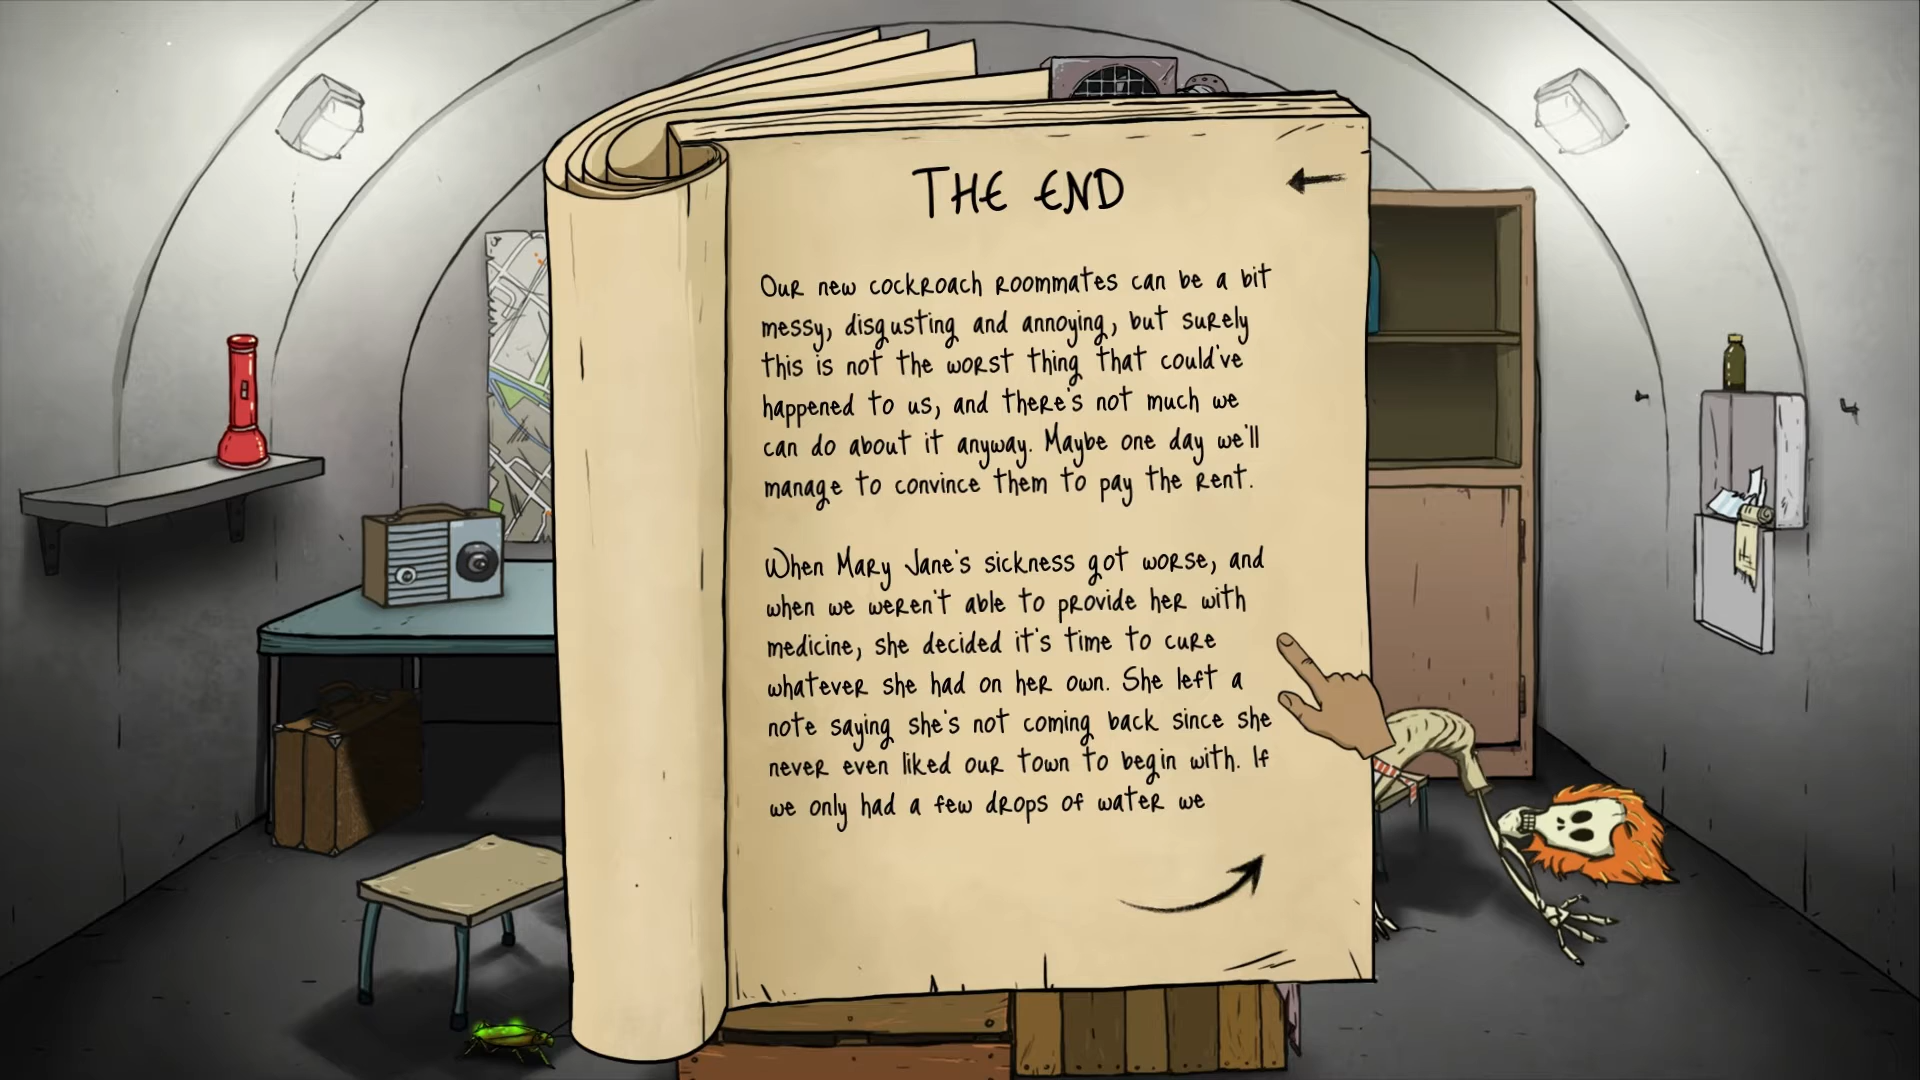 THE END
Our new cockroach roommates can be a bit
messy, disgusting and annoying, but surely
this is not the worst thing that could've
happened to us, and there's not much we
can do about it anyway. Maybe one day we'll
manage to convince them to pay the rent.
When Mary Jane's sickness got worse, and
when we weren't able to provide her with
medicine, she decided it's time to cure
whatever she had on her own. She left a
note saying she's not coming back since she
never even liked our town to begin with. If
we only had a few drops of water we